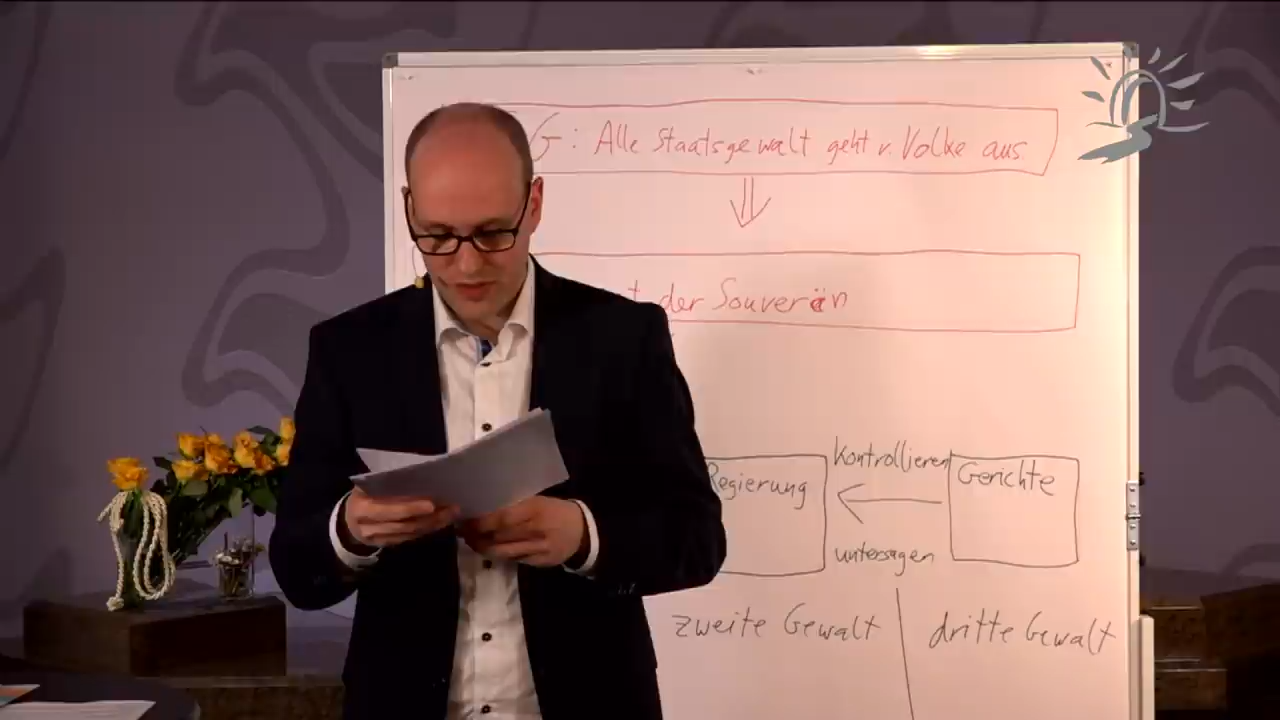 G: Alle Staatsgewalt geht v. Volke aus
t der Souverän
Kontrollieren
Regierung
Gerichte
untersagen
zweite Gewalt
dritte Gewalt